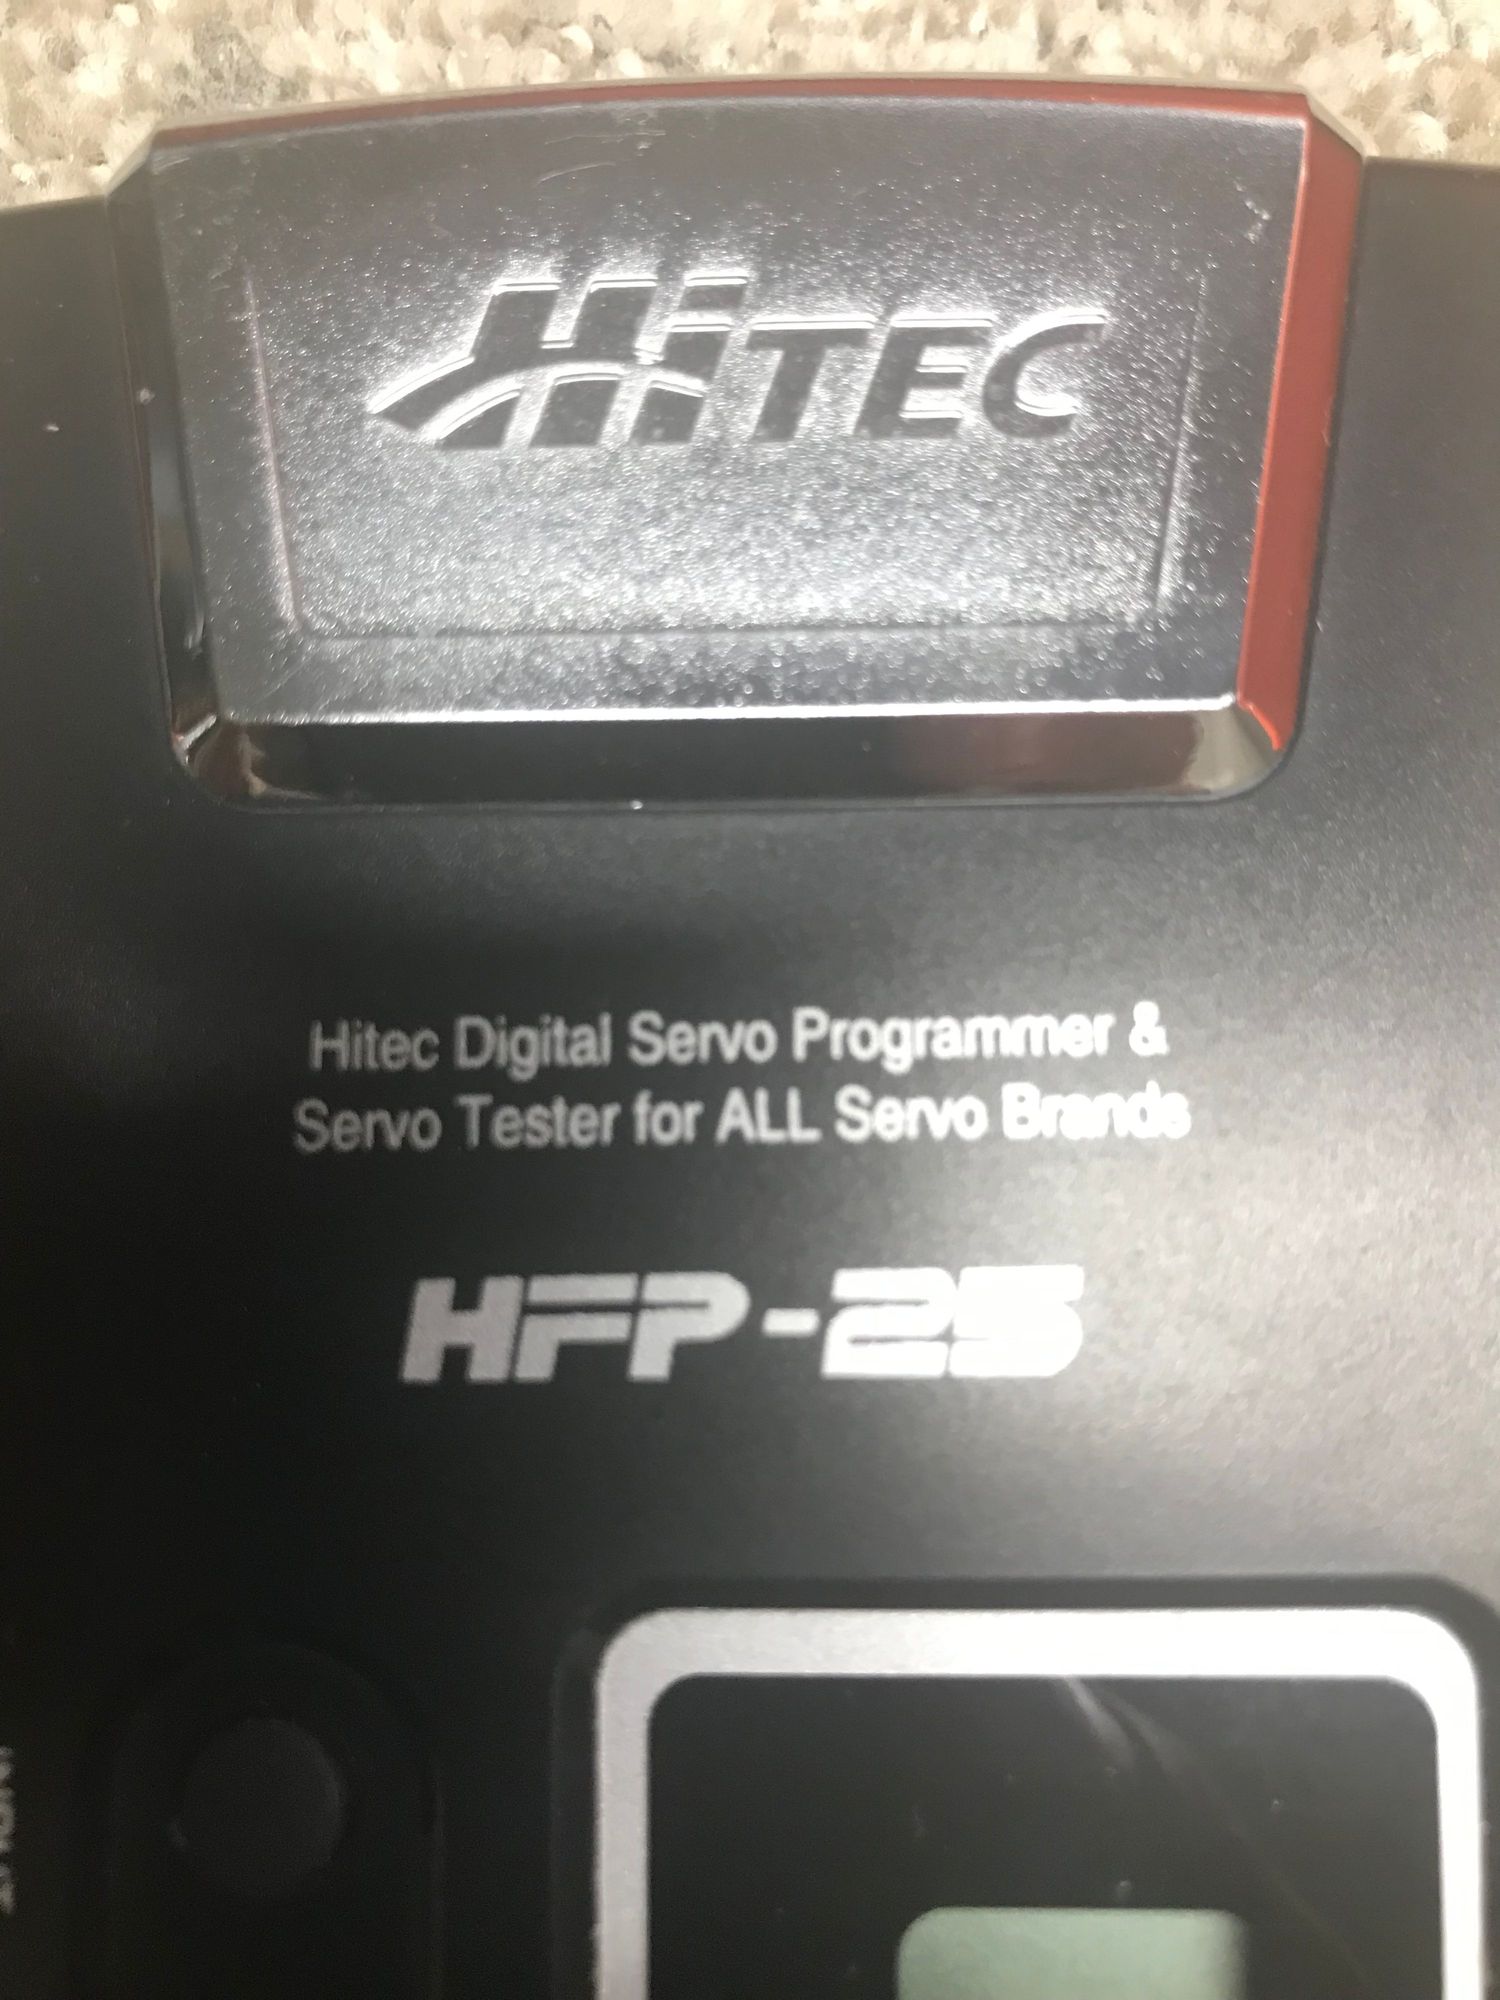 HiTEC
Hitec Digital Servo Programmer &
Servo Tester for ALL Servo Brands
HFP-25